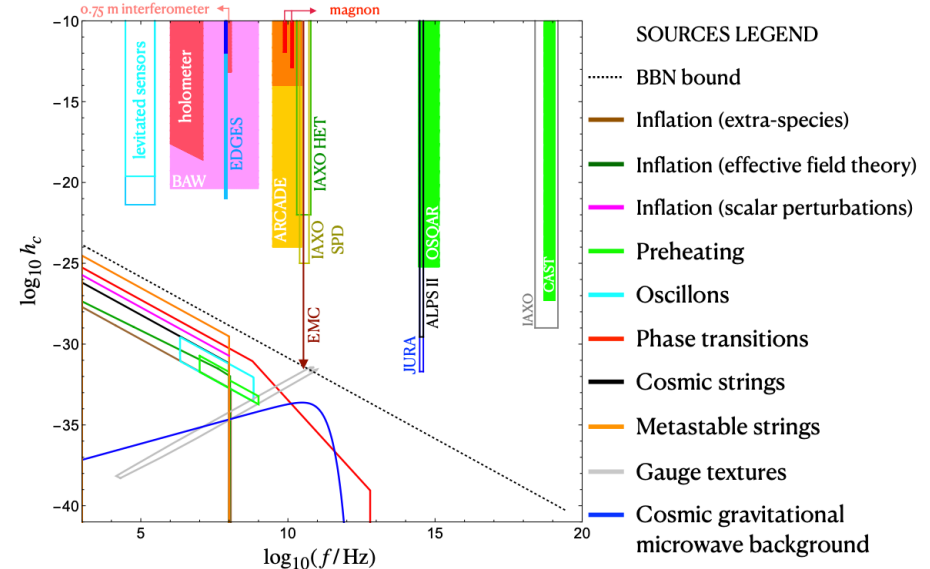 0.75 m interferometer
magnon
−10
−15
−20
−25
−30
−35
−40
log₁₀ h_c
levitated sensors
holometer
BAW
EDGES
ARCADE
IAXO HET
IAXO
SPD
EMC
OSQAR
ALPS II
JURA
CAST
IAXO
5
10
15
20
log₁₀(f/Hz)
SOURCES LEGEND
BBN bound
Inflation (extra-species)
Inflation (effective field theory)
Inflation (scalar perturbations)
Preheating
Oscillons
Phase transitions
Cosmic strings
Metastable strings
Gauge textures
Cosmic gravitational
microwave background